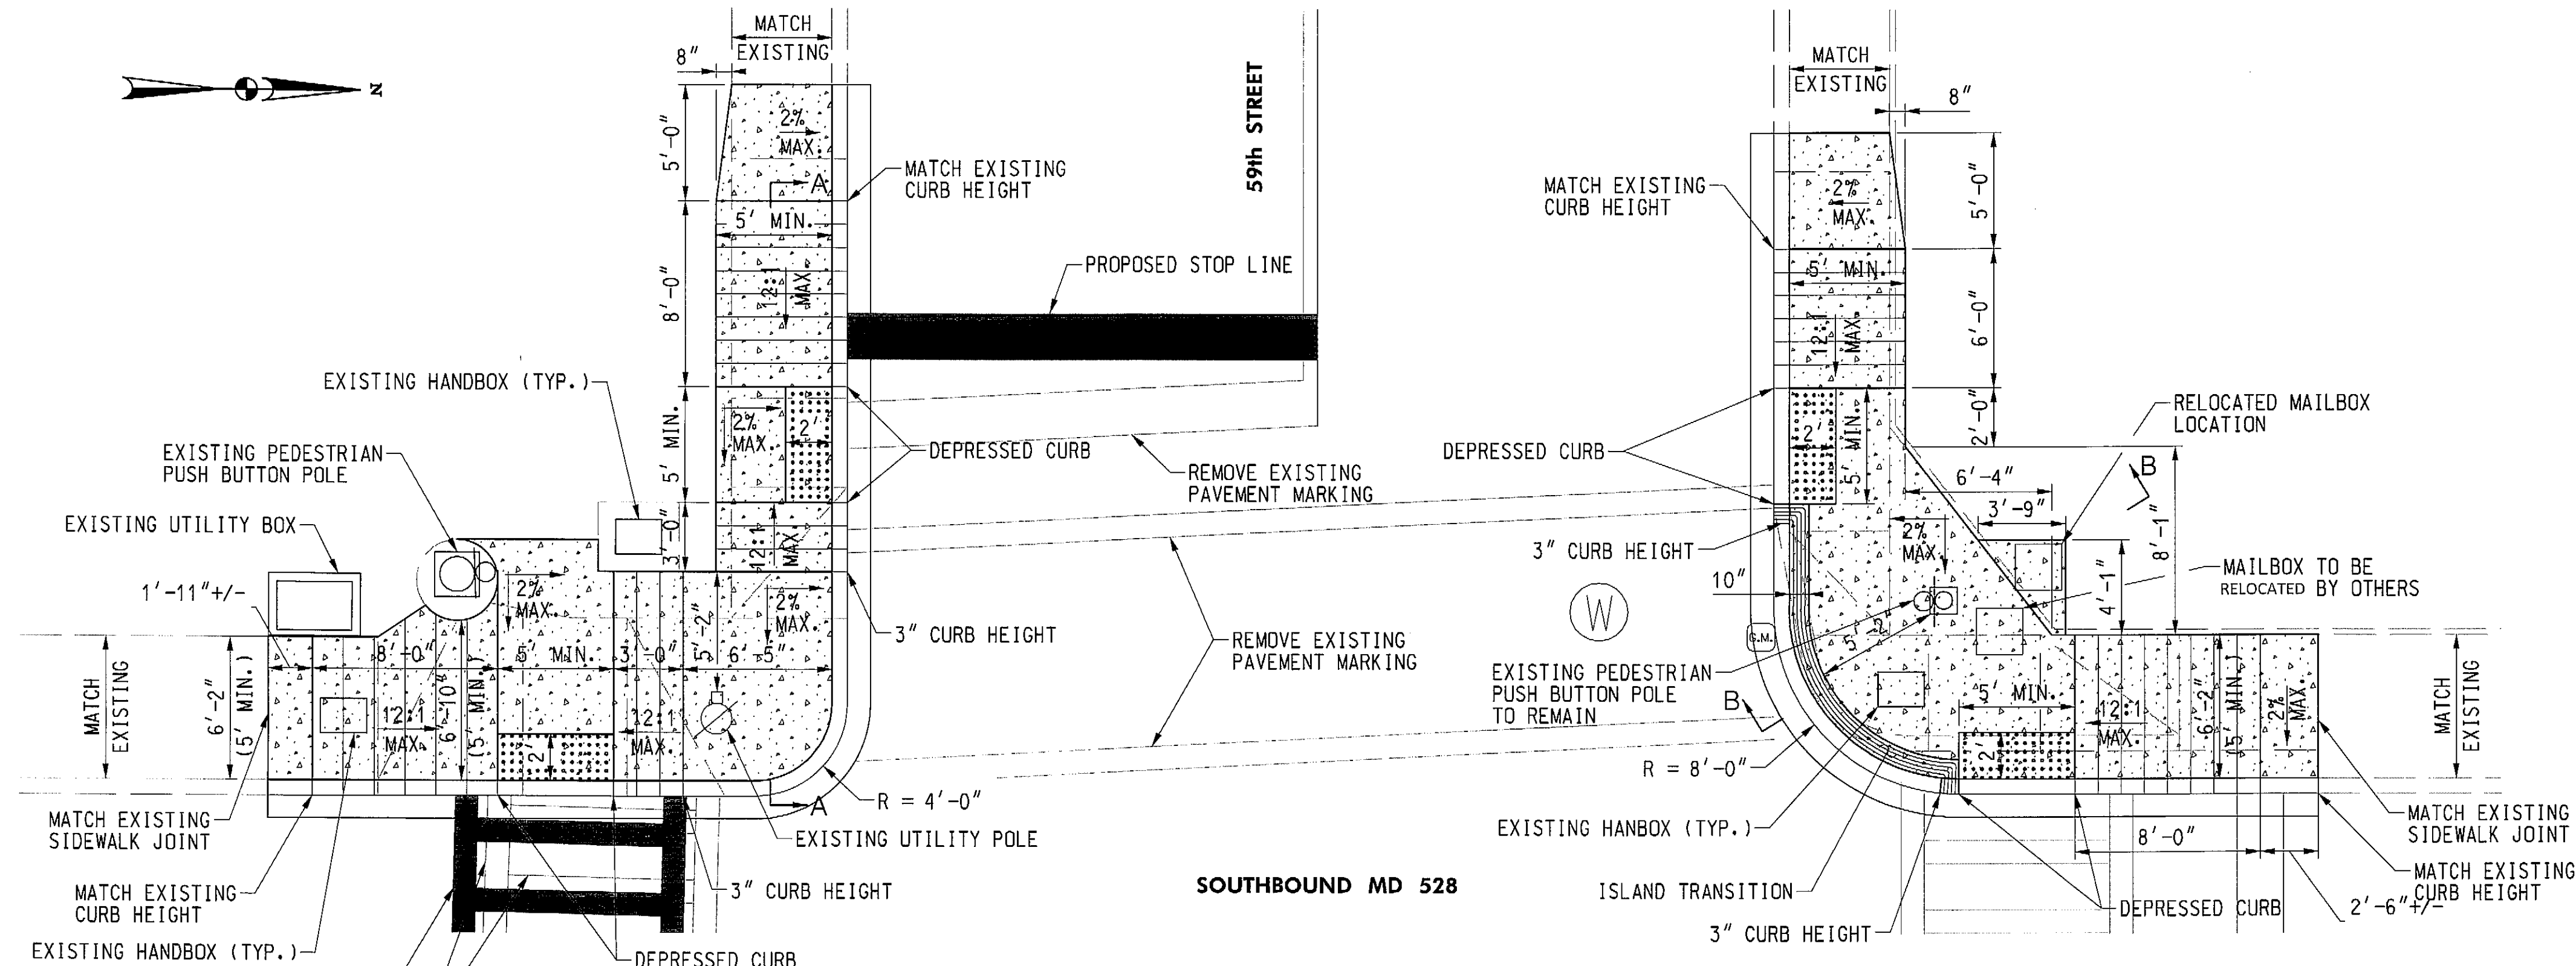 N
MATCH
EXISTING
8"
5'-0"
2%
MAX.
A
MATCH EXISTING
CURB HEIGHT
5' MIN.
8'-0"
12:1
MAX.
59th STREET
PROPOSED STOP LINE
EXISTING HANDBOX (TYP.)
5' MIN.
2%
MAX.
2'
DEPRESSED CURB
REMOVE EXISTING
PAVEMENT MARKING
EXISTING PEDESTRIAN
PUSH BUTTON POLE
EXISTING UTILITY BOX
3'-0"
12:1
MAX.
1'-11"+/-
2%
MAX.
2%
MAX.
3" CURB HEIGHT
REMOVE EXISTING
PAVEMENT MARKING
8'-0"
5' MIN.
3'-0"
5'-2"
6'-5"
MATCH
EXISTING
6'-2"
(5' MIN.)
12:1
MAX.
6'-10"
(5' MIN.)
2'
12:1
MAX.
A
R = 4'-0"
EXISTING UTILITY POLE
MATCH EXISTING
SIDEWALK JOINT
MATCH EXISTING
CURB HEIGHT
EXISTING HANDBOX (TYP.)
3" CURB HEIGHT
DEPRESSED CURB
SOUTHBOUND MD 528
MATCH
EXISTING
8"
MATCH EXISTING
CURB HEIGHT
2%
MAX.
5'-0"
5' MIN.
12:1
MAX.
6'-0"
2'-0"
RELOCATED MAILBOX
LOCATION
DEPRESSED CURB
2'
5' MIN.
6'-4"
3'-9"
B
8'-1"
3" CURB HEIGHT
2%
MAX.
4'-1"
MAILBOX TO BE
RELOCATED BY OTHERS
10"
W
G.M.
5'-2"
EXISTING PEDESTRIAN
PUSH BUTTON POLE
TO REMAIN
B
R = 8'-0"
5' MIN.
2'
12:1
MAX.
6'-2"
(5' MIN.)
2%
MAX.
MATCH
EXISTING
EXISTING HANBOX (TYP.)
ISLAND TRANSITION
3" CURB HEIGHT
8'-0"
DEPRESSED CURB
2'-6"+/-
MATCH EXISTING
SIDEWALK JOINT
MATCH EXISTING
CURB HEIGHT